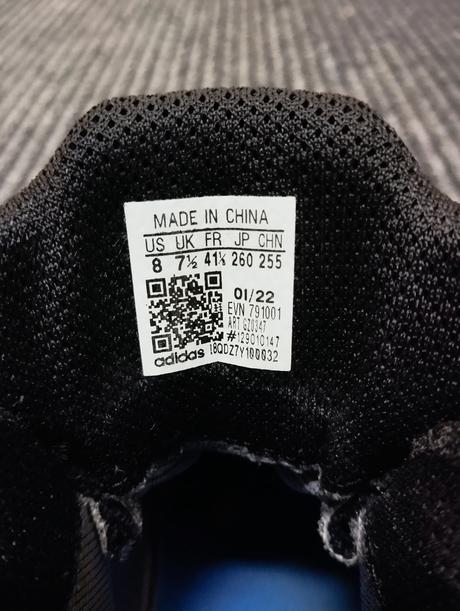 MADE IN CHINA
US UK FR JP CHN
8 7½ 41⅓ 260 255
01/22
EVN 791001
ART GZ0347
#129010147
adidas I8QDZ7Y100032